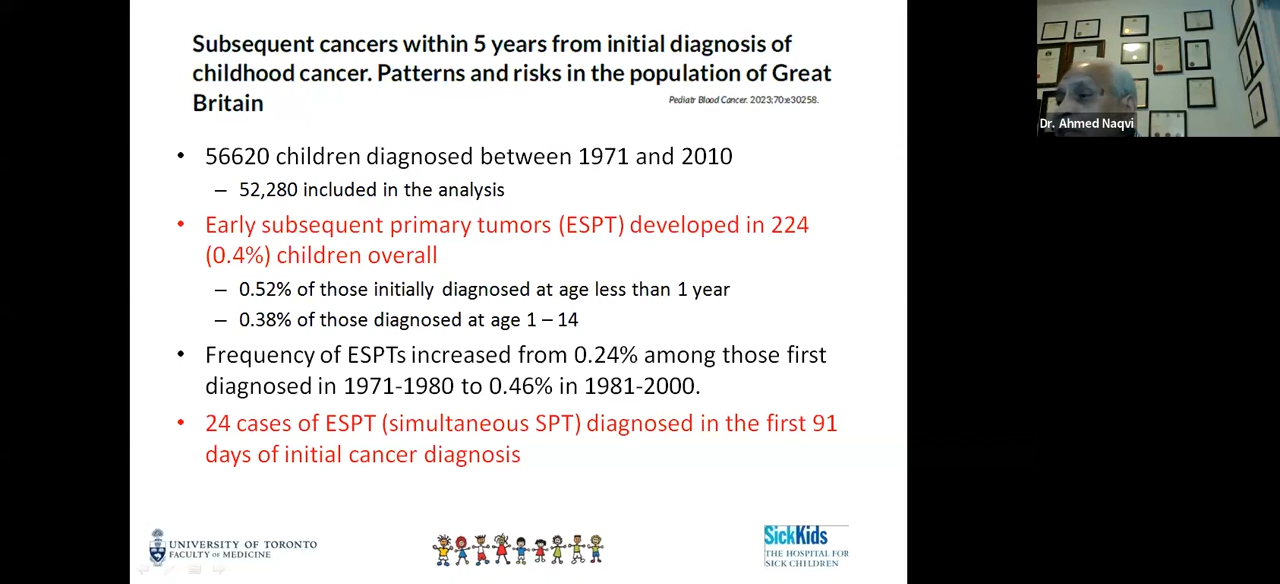 Subsequent cancers within 5 years from initial diagnosis of
childhood cancer. Patterns and risks in the population of Great
Britain
Pediatr Blood Cancer. 2023;70:e30258.
Dr. Ahmed Naqvi
• 56620 children diagnosed between 1971 and 2010
– 52,280 included in the analysis
• Early subsequent primary tumors (ESPT) developed in 224
(0.4%) children overall
– 0.52% of those initially diagnosed at age less than 1 year
– 0.38% of those diagnosed at age 1 – 14
• Frequency of ESPTs increased from 0.24% among those first
diagnosed in 1971-1980 to 0.46% in 1981-2000.
• 24 cases of ESPT (simultaneous SPT) diagnosed in the first 91
days of initial cancer diagnosis
UNIVERSITY OF TORONTO
FACULTY OF MEDICINE
SickKids
THE HOSPITAL FOR
SICK CHILDREN